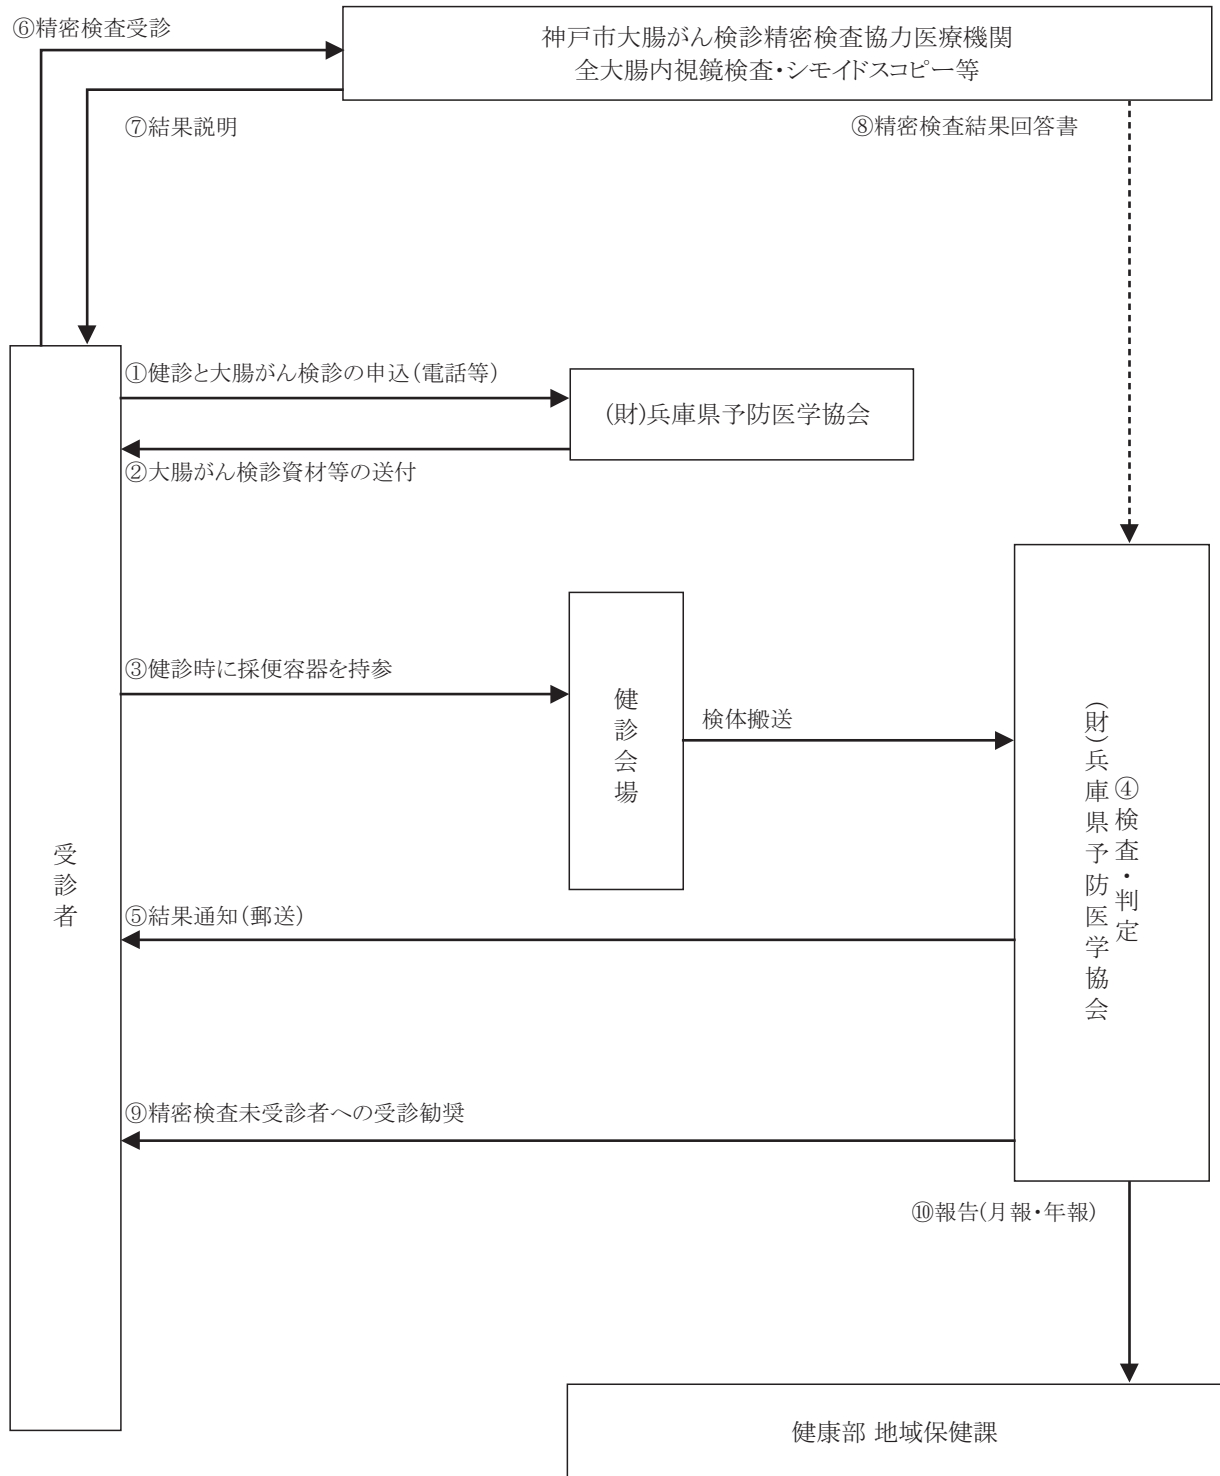 ⑥精密検査受診
神戸市大腸がん検診精密検査協力医療機関
全大腸内視鏡検査・シモイドスコピー等
⑦結果説明
⑧精密検査結果回答書
①健診と大腸がん検診の申込(電話等)
(財)兵庫県予防医学協会
②大腸がん検診資材等の送付
③健診時に採便容器を持参
健診会場
検体搬送
④検査・判定
(財)兵庫県予防医学協会
受診者
⑤結果通知(郵送)
⑨精密検査未受診者への受診勧奨
⑩報告(月報・年報)
健康部 地域保健課